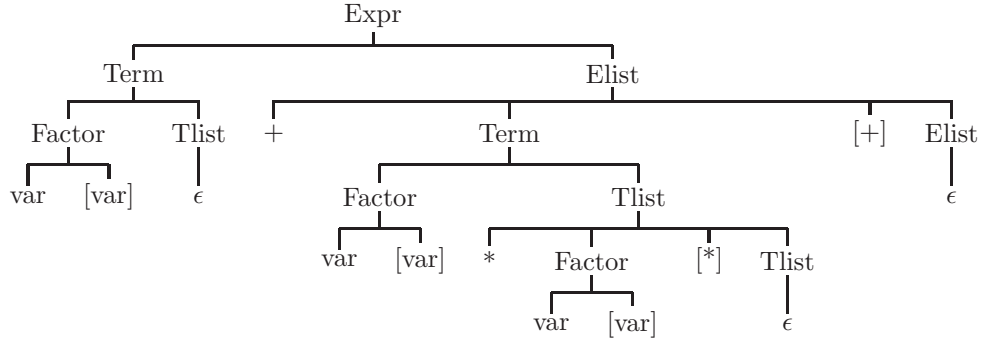 Expr
Term Elist
Factor Tlist + Term [+] Elist
var [var] ϵ Factor Tlist ϵ
var [var] * Factor [*] Tlist
var [var] ϵ